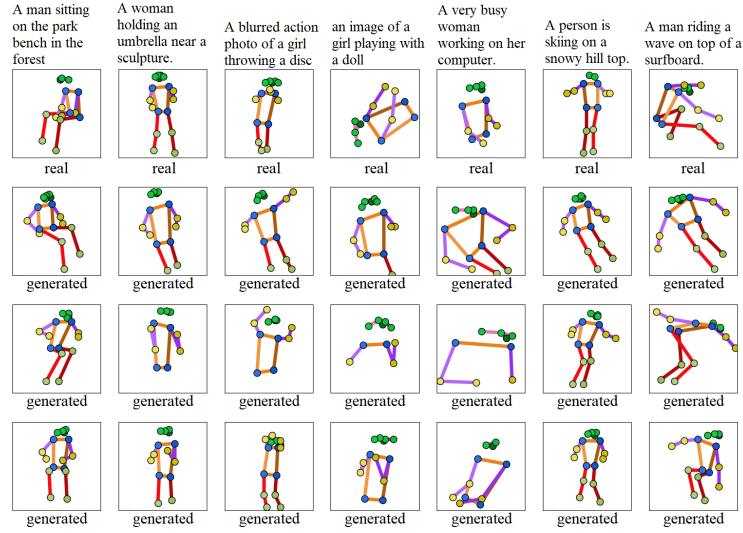 A man sitting
on the park
bench in the
forest
A woman
holding an
umbrella near a
sculpture.
A blurred action
photo of a girl
throwing a disc
an image of a
girl playing with
a doll
A very busy
woman
working on her
computer.
A person is
skiing on a
snowy hill top.
A man riding a
wave on top of a
surfboard.
real real real real real real real
generated generated generated generated generated generated generated
generated generated generated generated generated generated generated
generated generated generated generated generated generated generated